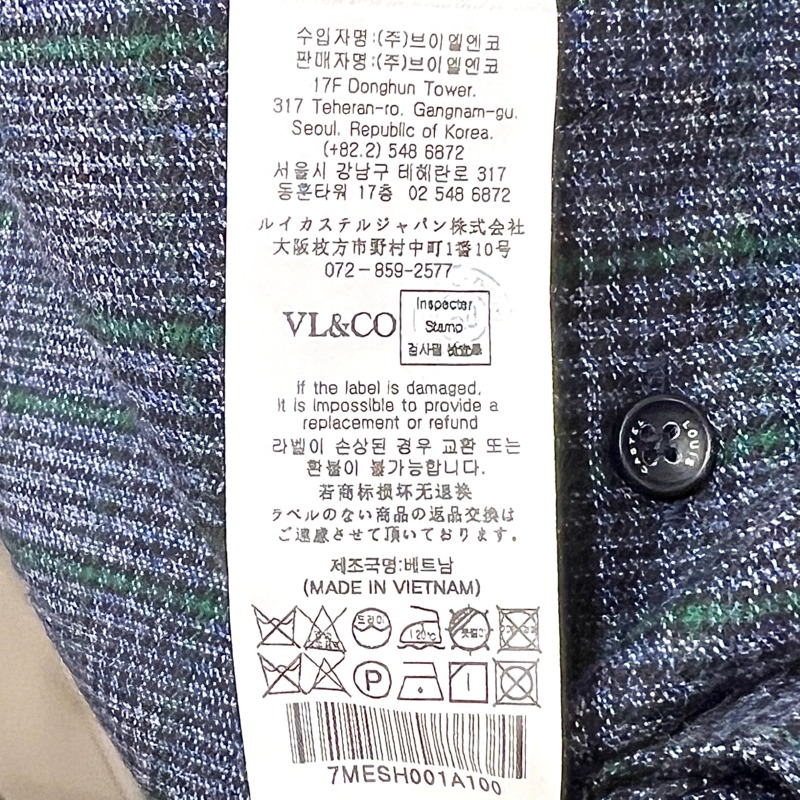 수입자명:(주)브이엘엔코
판매자명:(주)브이엘엔코
17F Donghun Tower.
317 Teheran-ro. Gangnam-gu.
Seoul. Republic of Korea.
(+82.2) 548 6872
서울시 강남구 테헤란로 317
동훈타워 17층 02 548 6872
ルイカステルジャパン株式会社
大阪枚方市野村中町1番10号
072-859-2577
VL&CO
Inspecter
Stamp
검사필
If the label is damaged,
it is impossible to provide a
replacement or refund
라벨이 손상된 경우 교환 또는
환불이 불가능합니다.
若商标损坏无退换
ラベルのない商品の返品交換は
ご遠慮させて頂いております。
제조국명:베트남
(MADE IN VIETNAM)
드라이
120℃
P
7MESH001A100
CASTEL
LOUIS